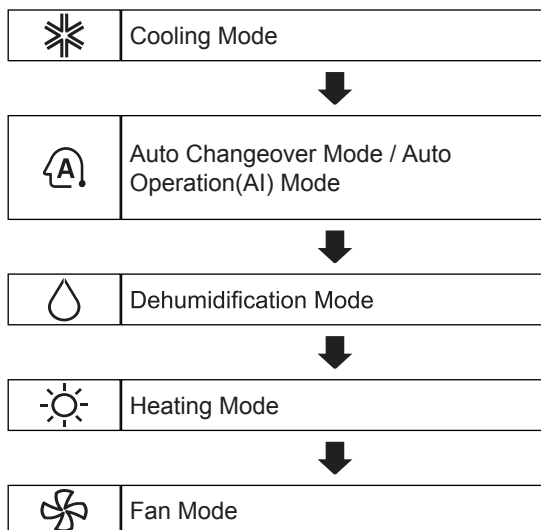 Cooling Mode
A
Auto Changeover Mode / Auto
Operation(AI) Mode
Dehumidification Mode
Heating Mode
Fan Mode